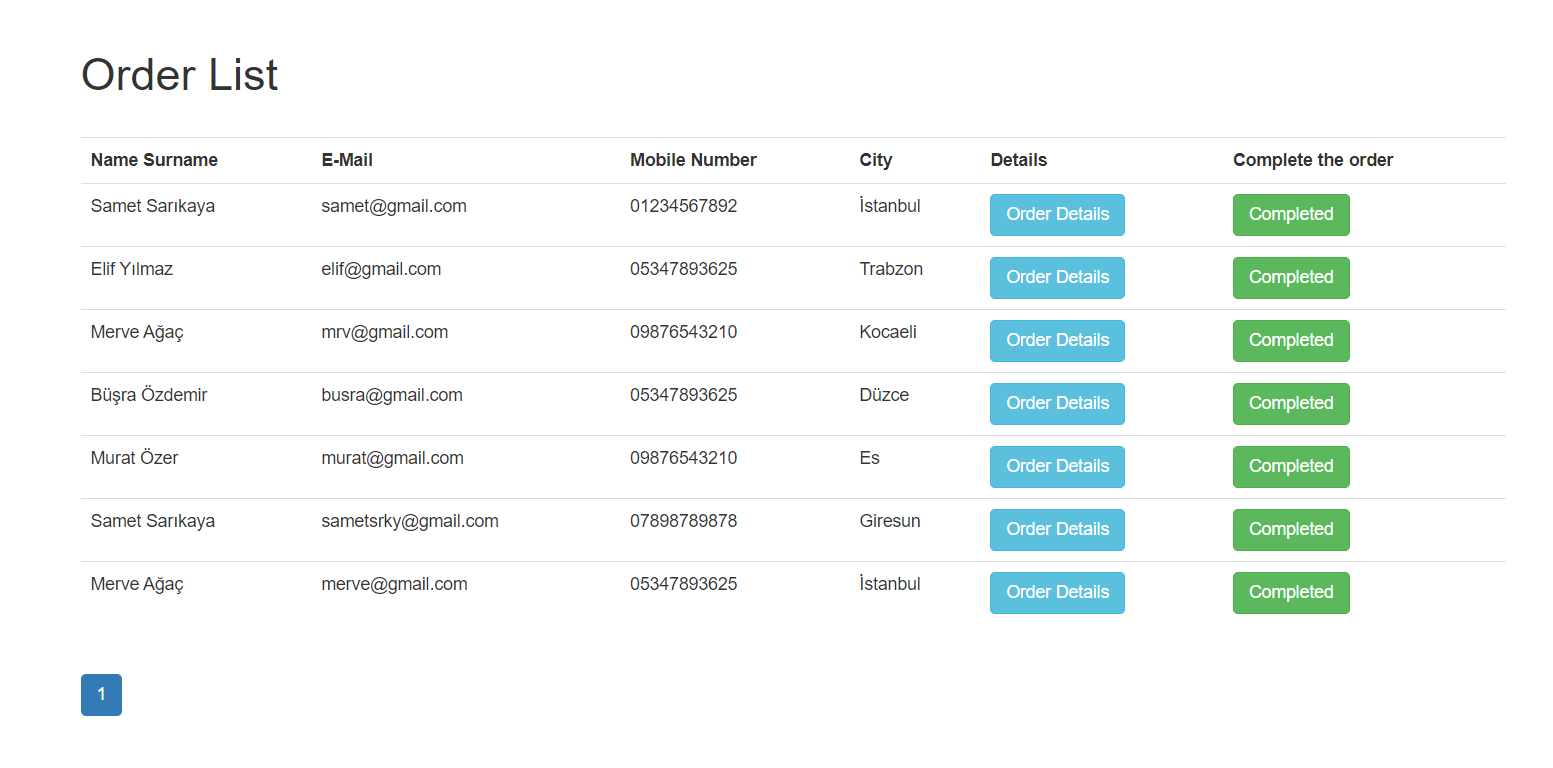 Order List
Name Surname E-Mail Mobile Number City Details Complete the order
Samet Sarıkaya samet@gmail.com 01234567892 İstanbul Order Details Completed
Elif Yılmaz elif@gmail.com 05347893625 Trabzon Order Details Completed
Merve Ağaç mrv@gmail.com 09876543210 Kocaeli Order Details Completed
Büşra Özdemir busra@gmail.com 05347893625 Düzce Order Details Completed
Murat Özer murat@gmail.com 09876543210 Es Order Details Completed
Samet Sarıkaya sametsrky@gmail.com 07898789878 Giresun Order Details Completed
Merve Ağaç merve@gmail.com 05347893625 İstanbul Order Details Completed
1